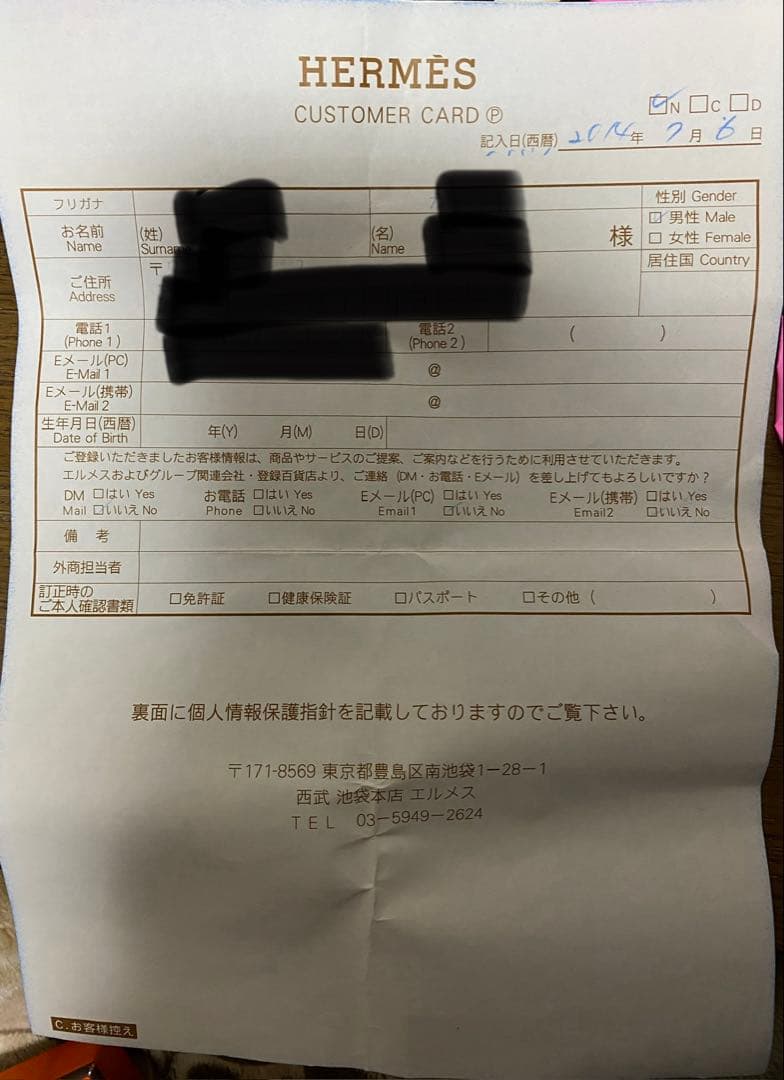 HERMÈS
CUSTOMER CARD Ⓟ
☑N □C □D
記入日(西暦) 2014年 7月 6日
フリガナ
性別 Gender
お名前 (姓) (名) 様
Name Surname Name
☑ 男性 Male
□ 女性 Female
ご住所 〒
Address
居住国 Country
電話1 電話2 ( )
(Phone 1) (Phone 2)
Eメール(PC) @
E-Mail 1
Eメール(携帯) @
E-Mail 2
生年月日(西暦) 年(Y) 月(M) 日(D)
Date of Birth
ご登録いただきましたお客様情報は、商品やサービスのご提案、ご案内などを行うために利用させていただきます。
エルメスおよびグループ関連会社・登録百貨店より、ご連絡（DM・お電話・Eメール）を差し上げてもよろしいですか？
DM □はい Yes お電話 □はい Yes Eメール(PC) □はい Yes Eメール(携帯) □はい Yes
Mail □いいえ No Phone □いいえ No Email1 □いいえ No Email2 □いいえ No
備 考
外商担当者
訂正時の
ご本人確認書類 □免許証 □健康保険証 □パスポート □その他（ ）
裏面に個人情報保護指針を記載しておりますのでご覧下さい。
〒171-8569 東京都豊島区南池袋1－28－1
西武 池袋本店 エルメス
TEL 03－5949－2624
C.お客様控え